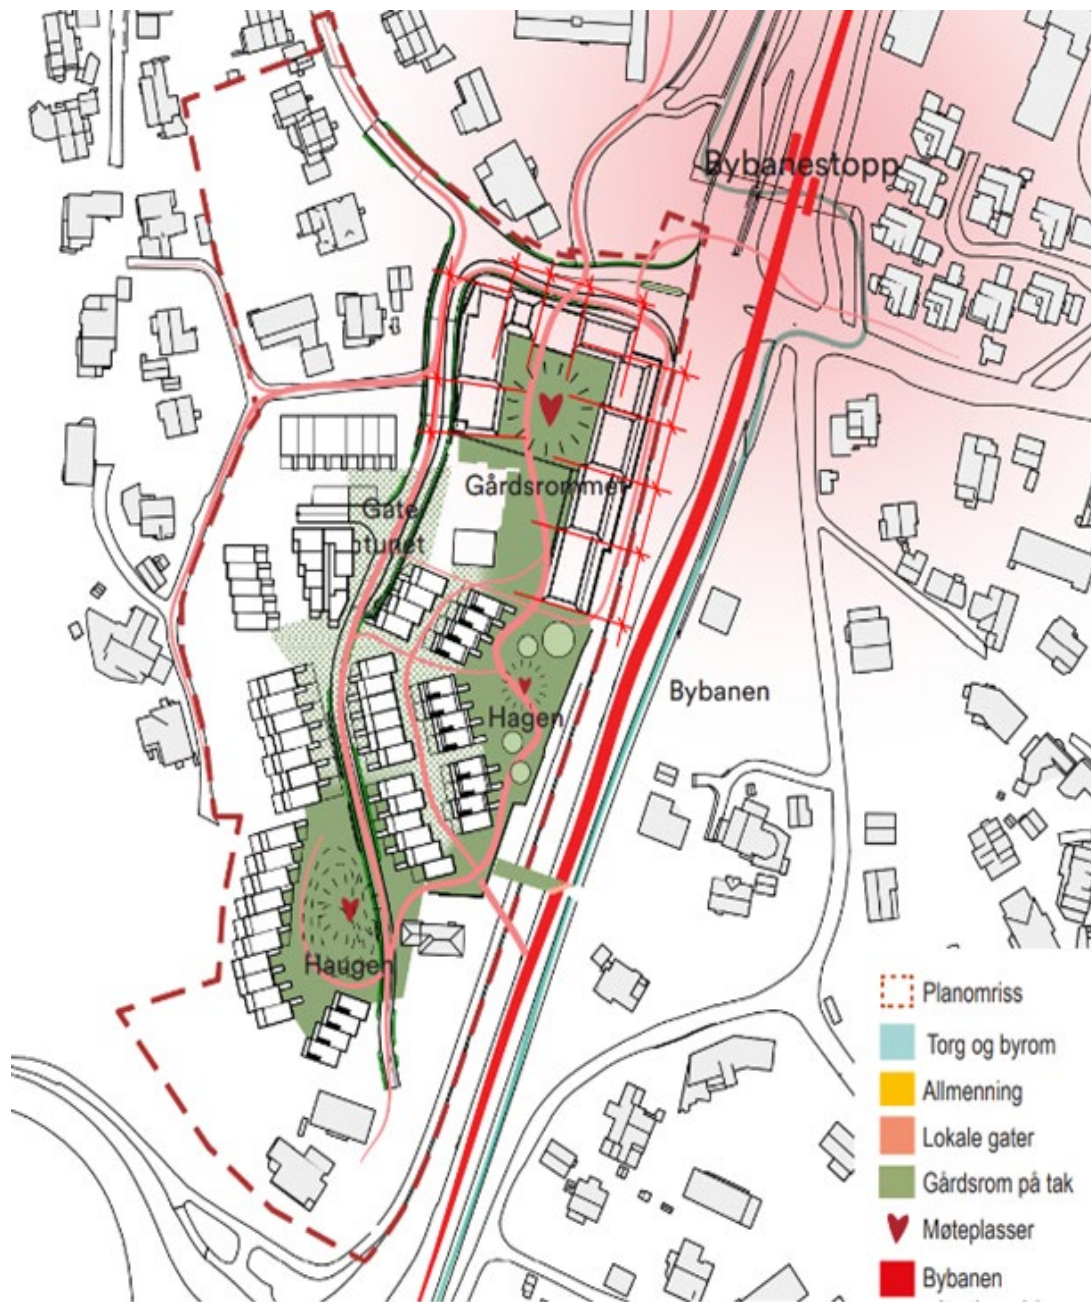 Bybanestopp
Gårdsrommet
Gate
tunet
Bybanen
Hagen
Haugen
Planomriss
Torg og byrom
Allmenning
Lokale gater
Gårdsrom på tak
Møteplasser
Bybanen